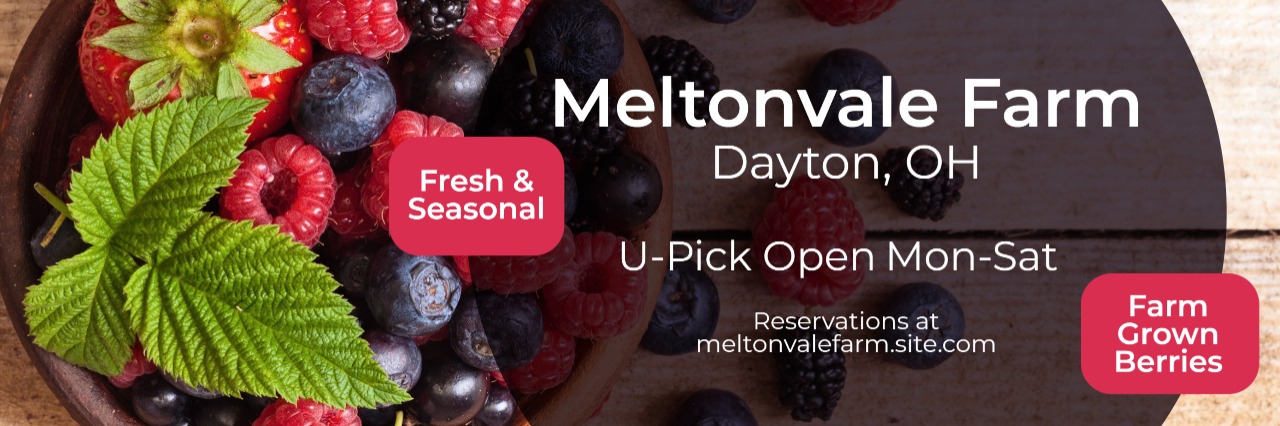 Meltonvale Farm
Dayton, OH
Fresh &
Seasonal
U-Pick Open Mon-Sat
Reservations at
meltonvalefarm.site.com
Farm
Grown
Berries